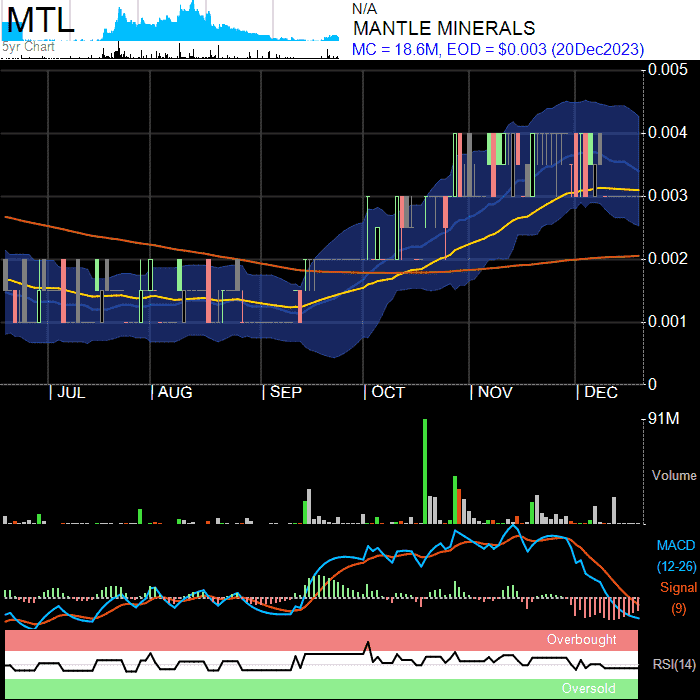 MTL
5yr Chart
N/A
MANTLE MINERALS
MC = 18.6M, EOD = $0.003 (20Dec2023)
0.005
0.004
0.003
0.002
0.001
0
| JUL | AUG | SEP | OCT | NOV | DEC
91M
Volume
MACD
(12-26)
Signal
(9)
Overbought
RSI(14)
Oversold